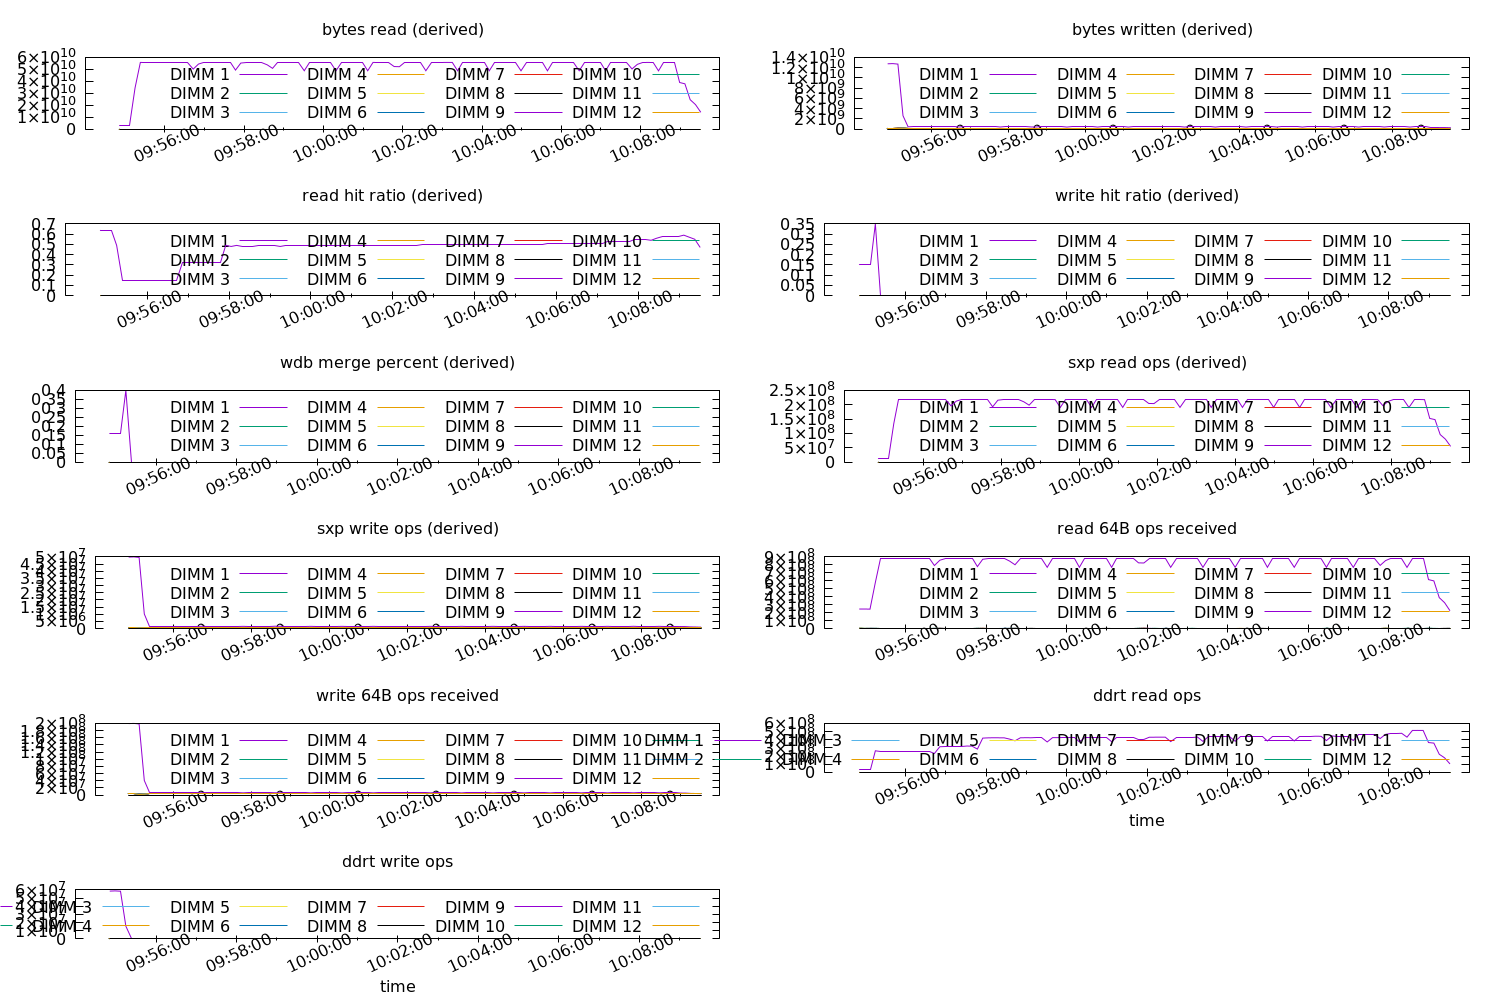 bytes read (derived)
6×10^10
5×10^10
4×10^10
3×10^10
2×10^10
1×10^10
0
DIMM 1 DIMM 4 DIMM 7 DIMM 10
DIMM 2 DIMM 5 DIMM 8 DIMM 11
DIMM 3 DIMM 6 DIMM 9 DIMM 12
09:56:00 09:58:00 10:00:00 10:02:00 10:04:00 10:06:00 10:08:00
bytes written (derived)
1.4×10^10
1.2×10^10
1×10^10
8×10^9
6×10^9
4×10^9
2×10^9
0
DIMM 1 DIMM 4 DIMM 7 DIMM 10
DIMM 2 DIMM 5 DIMM 8 DIMM 11
DIMM 3 DIMM 6 DIMM 9 DIMM 12
09:56:00 09:58:00 10:00:00 10:02:00 10:04:00 10:06:00 10:08:00
read hit ratio (derived)
0.7
0.6
0.5
0.4
0.3
0.2
0.1
0
DIMM 1 DIMM 4 DIMM 7 DIMM 10
DIMM 2 DIMM 5 DIMM 8 DIMM 11
DIMM 3 DIMM 6 DIMM 9 DIMM 12
09:56:00 09:58:00 10:00:00 10:02:00 10:04:00 10:06:00 10:08:00
write hit ratio (derived)
0.35
0.3
0.25
0.2
0.15
0.1
0.05
0
DIMM 1 DIMM 4 DIMM 7 DIMM 10
DIMM 2 DIMM 5 DIMM 8 DIMM 11
DIMM 3 DIMM 6 DIMM 9 DIMM 12
09:56:00 09:58:00 10:00:00 10:02:00 10:04:00 10:06:00 10:08:00
wdb merge percent (derived)
0.4
0.35
0.3
0.25
0.2
0.15
0.1
0.05
0
DIMM 1 DIMM 4 DIMM 7 DIMM 10
DIMM 2 DIMM 5 DIMM 8 DIMM 11
DIMM 3 DIMM 6 DIMM 9 DIMM 12
09:56:00 09:58:00 10:00:00 10:02:00 10:04:00 10:06:00 10:08:00
sxp read ops (derived)
2.5×10^8
2×10^8
1.5×10^8
1×10^8
5×10^7
0
DIMM 1 DIMM 4 DIMM 7 DIMM 10
DIMM 2 DIMM 5 DIMM 8 DIMM 11
DIMM 3 DIMM 6 DIMM 9 DIMM 12
09:56:00 09:58:00 10:00:00 10:02:00 10:04:00 10:06:00 10:08:00
sxp write ops (derived)
5×10^7
0
DIMM 1 DIMM 4 DIMM 7 DIMM 10
DIMM 2 DIMM 5 DIMM 8 DIMM 11
DIMM 3 DIMM 6 DIMM 9 DIMM 12
09:56:00 09:58:00 10:00:00 10:02:00 10:04:00 10:06:00 10:08:00
read 64B ops received
9×10^8
0
DIMM 1 DIMM 4 DIMM 7 DIMM 10
DIMM 2 DIMM 5 DIMM 8 DIMM 11
DIMM 3 DIMM 6 DIMM 9 DIMM 12
09:56:00 09:58:00 10:00:00 10:02:00 10:04:00 10:06:00 10:08:00
write 64B ops received
2×10^8
0
DIMM 1 DIMM 4 DIMM 7 DIMM 10
DIMM 2 DIMM 5 DIMM 8 DIMM 11
DIMM 3 DIMM 6 DIMM 9 DIMM 12
09:56:00 09:58:00 10:00:00 10:02:00 10:04:00 10:06:00 10:08:00
ddrt read ops
6×10^8
0
DIMM 1 DIMM 3 DIMM 5 DIMM 7 DIMM 9 DIMM 11
DIMM 2 DIMM 4 DIMM 6 DIMM 8 DIMM 10 DIMM 12
09:56:00 09:58:00 10:00:00 10:02:00 10:04:00 10:06:00 10:08:00
time
ddrt write ops
6×10^7
0
DIMM 3 DIMM 5 DIMM 7 DIMM 9 DIMM 11
DIMM 4 DIMM 6 DIMM 8 DIMM 10 DIMM 12
09:56:00 09:58:00 10:00:00 10:02:00 10:04:00 10:06:00 10:08:00
time